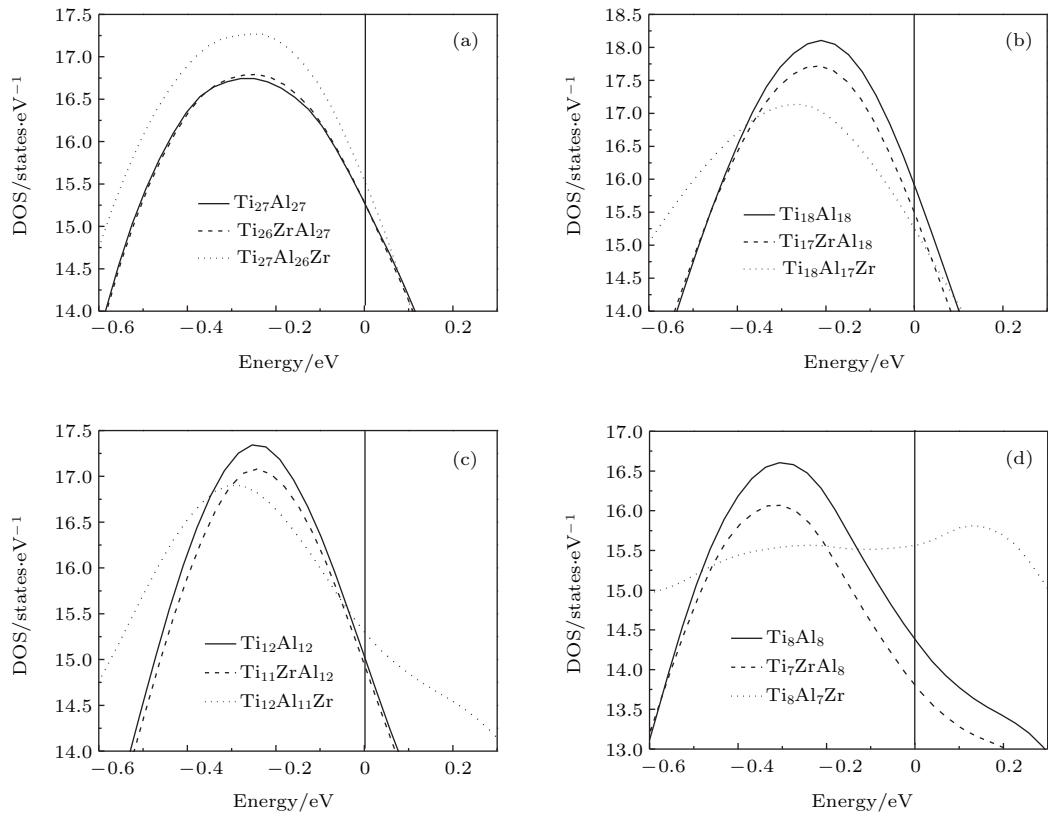 (a)
DOS/states·eV⁻¹
17.5
17.0
16.5
16.0
15.5
15.0
14.5
14.0
Ti₂₇Al₂₇
Ti₂₆ZrAl₂₇
Ti₂₇Al₂₆Zr
−0.6 −0.4 −0.2 0 0.2
Energy/eV
(b)
DOS/states·eV⁻¹
18.5
18.0
17.5
17.0
16.5
16.0
15.5
15.0
14.5
14.0
Ti₁₈Al₁₈
Ti₁₇ZrAl₁₈
Ti₁₈Al₁₇Zr
−0.6 −0.4 −0.2 0 0.2
Energy/eV
(c)
DOS/states·eV⁻¹
17.5
17.0
16.5
16.0
15.5
15.0
14.5
14.0
Ti₁₂Al₁₂
Ti₁₁ZrAl₁₂
Ti₁₂Al₁₁Zr
−0.6 −0.4 −0.2 0 0.2
Energy/eV
(d)
DOS/states·eV⁻¹
17.0
16.5
16.0
15.5
15.0
14.5
14.0
13.5
13.0
Ti₈Al₈
Ti₇ZrAl₈
Ti₈Al₇Zr
−0.6 −0.4 −0.2 0 0.2
Energy/eV